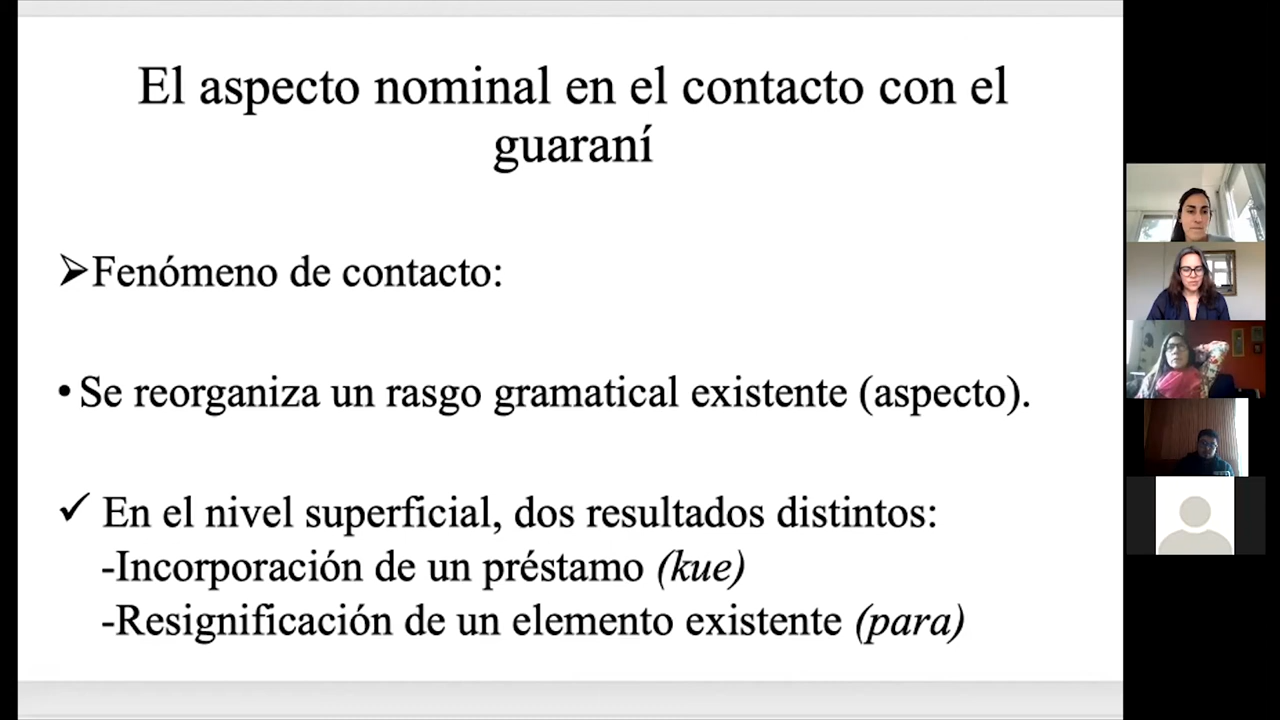 El aspecto nominal en el contacto con el
guaraní
➤Fenómeno de contacto:
• Se reorganiza un rasgo gramatical existente (aspecto).
✓ En el nivel superficial, dos resultados distintos:
-Incorporación de un préstamo (kue)
-Resignificación de un elemento existente (para)